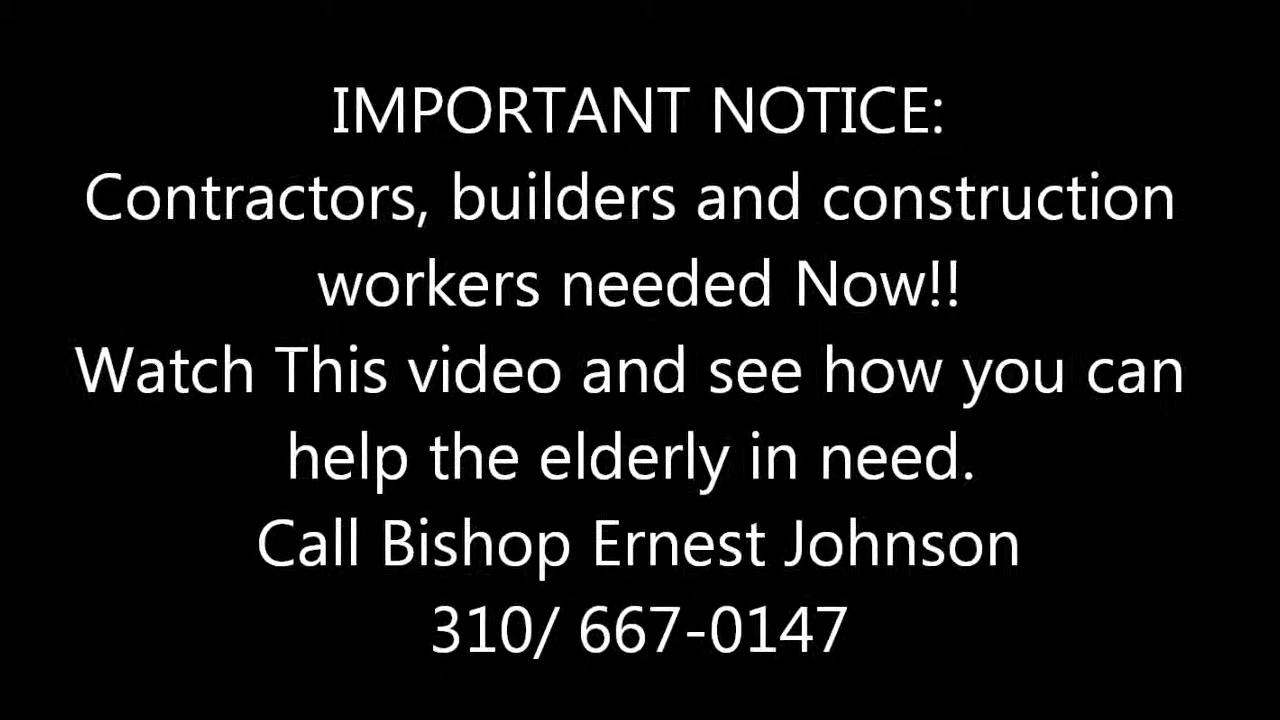 IMPORTANT NOTICE:
Contractors, builders and construction
workers needed Now!!
Watch This video and see how you can
help the elderly in need.
Call Bishop Ernest Johnson
310/ 667-0147